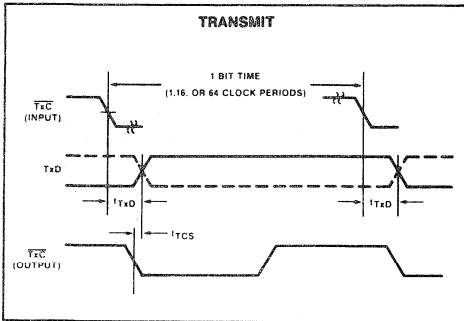 TRANSMIT
1 BIT TIME
(1,16, OR 64 CLOCK PERIODS)
TxC
(INPUT)
TxD
tTxD
tTxD
tTCS
TxC
(OUTPUT)